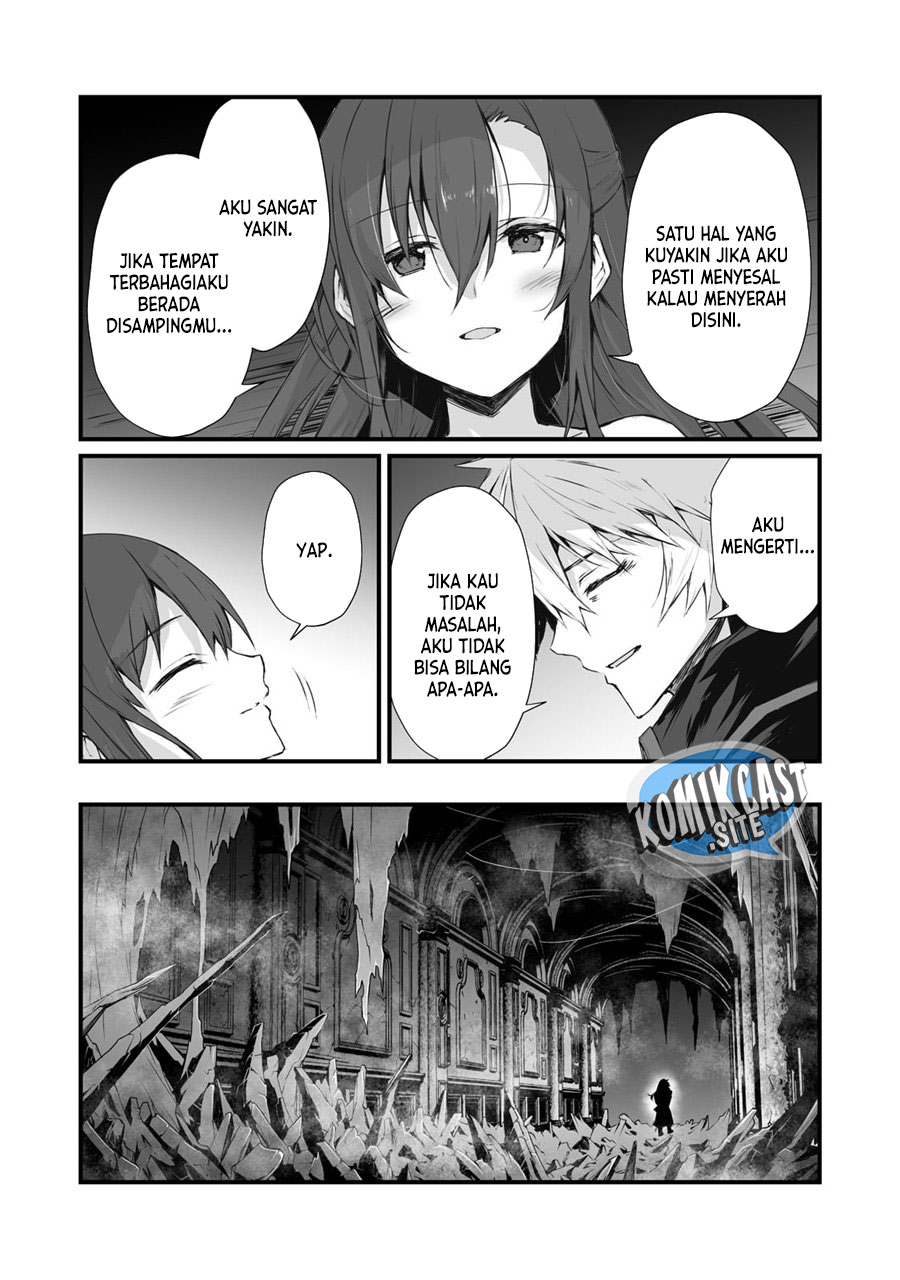 SATU HAL YANG
KUYAKIN JIKA AKU
PASTI MENYESAL
KALAU MENYERAH
DISINI.
AKU SANGAT
YAKIN.
JIKA TEMPAT
TERBAHAGIAKU
BERADA
DISAMPINGMU...
AKU
MENGERTI...
JIKA KAU
TIDAK
MASALAH,
AKU TIDAK
BISA BILANG
APA-APA.
YAP.
KOMIKCAST
.SITE